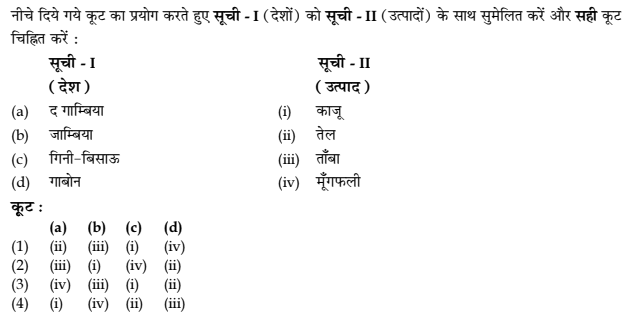 नीचे दिये गये कूट का प्रयोग करते हुए सूची - I (देशों) को सूची - II (उत्पादों) के साथ सुमेलित करें और सही कूट
चिह्नित करें :
सूची - I सूची - II
( देश ) ( उत्पाद )
(a) द गाम्बिया (i) काजू
(b) जाम्बिया (ii) तेल
(c) गिनी-बिसाऊ (iii) ताँबा
(d) गाबोन (iv) मूँगफली
कूट :
(a) (b) (c) (d)
(1) (ii) (iii) (i) (iv)
(2) (iii) (i) (iv) (ii)
(3) (iv) (iii) (i) (ii)
(4) (i) (iv) (ii) (iii)